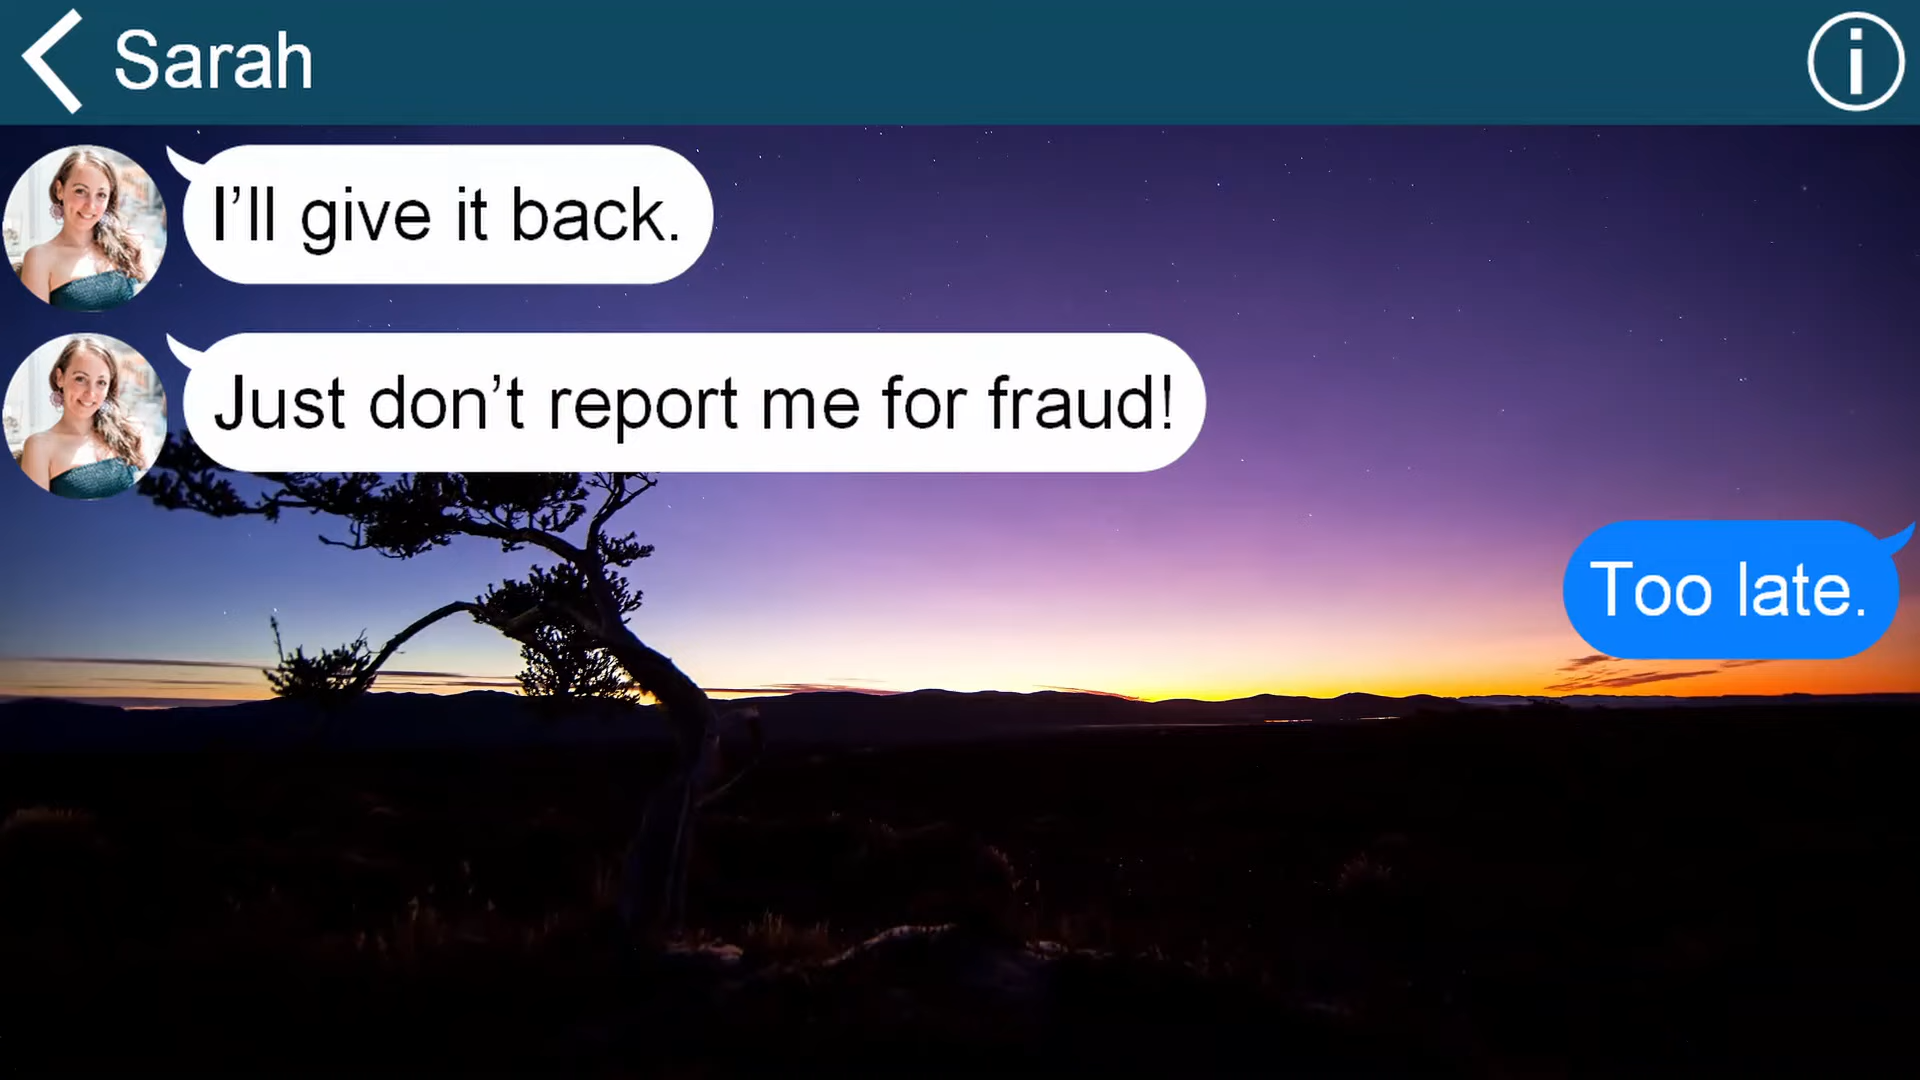 Sarah
I’ll give it back.
Just don’t report me for fraud!
Too late.